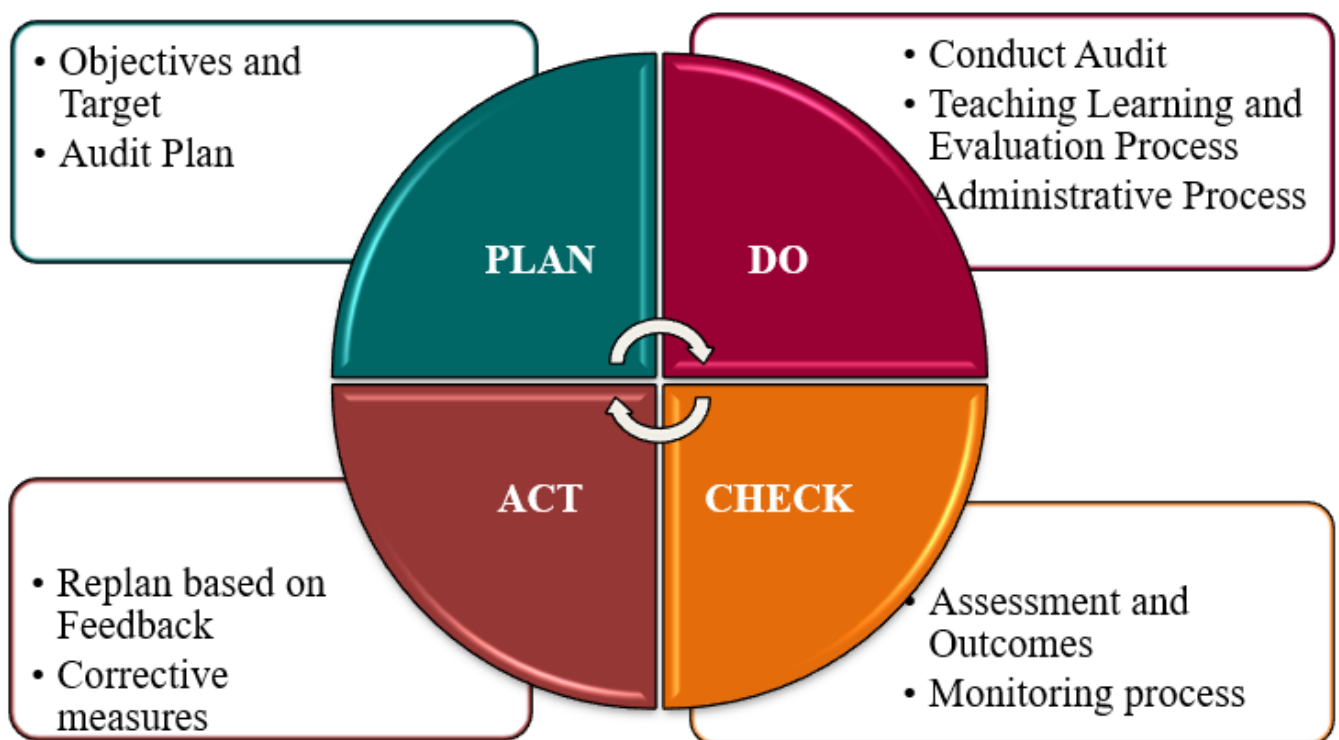 • Objectives and
Target
• Audit Plan
• Conduct Audit
• Teaching Learning and
Evaluation Process
Administrative Process
PLAN
DO
ACT
CHECK
• Replan based on
Feedback
• Corrective
measures
• Assessment and
Outcomes
• Monitoring process